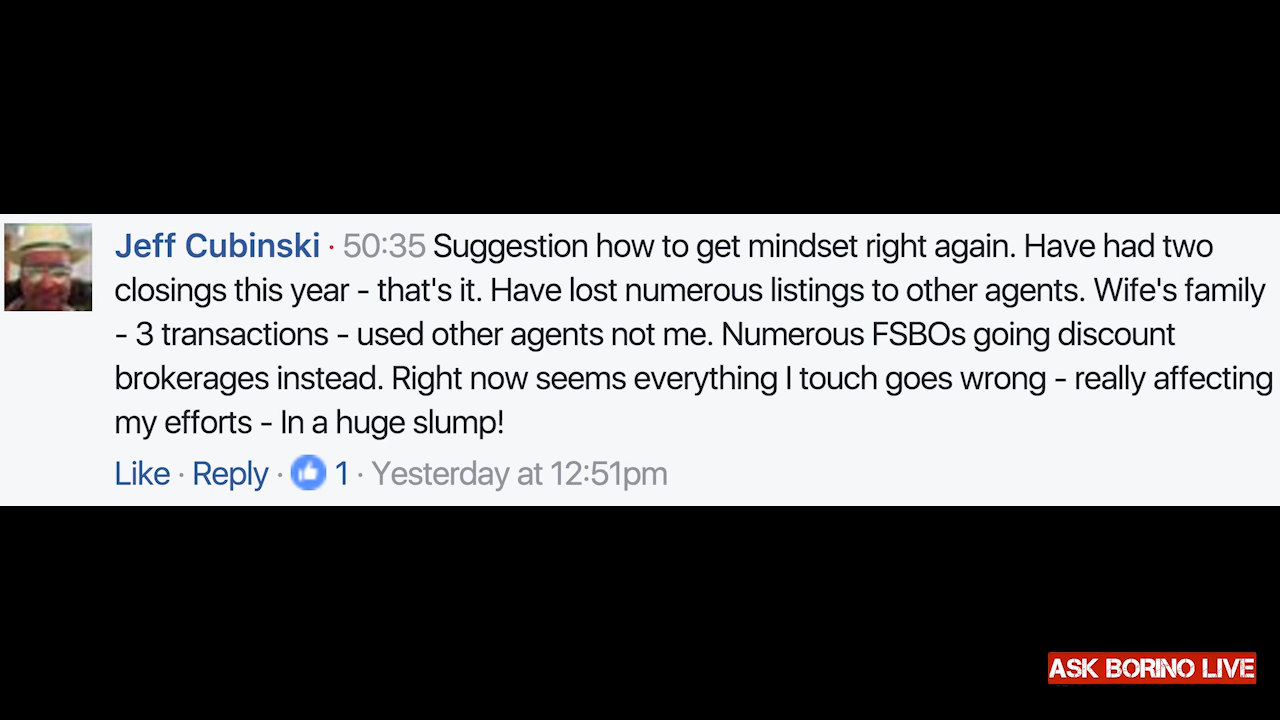 Jeff Cubinski · 50:35 Suggestion how to get mindset right again. Have had two
closings this year - that's it. Have lost numerous listings to other agents. Wife's family
- 3 transactions - used other agents not me. Numerous FSBOs going discount
brokerages instead. Right now seems everything I touch goes wrong - really affecting
my efforts - In a huge slump!
Like · Reply · 1 · Yesterday at 12:51pm
ASK BORINO LIVE